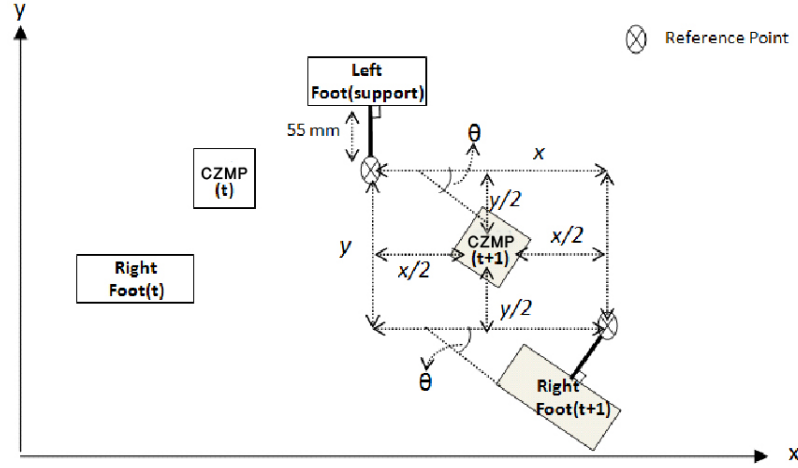 y
Reference Point
Left
Foot(support)
55 mm
θ
x
CZMP
(t)
y/2
CZMP
(t+1)
x/2
y
x/2
Right
Foot(t)
y/2
θ
Right
Foot(t+1)
x